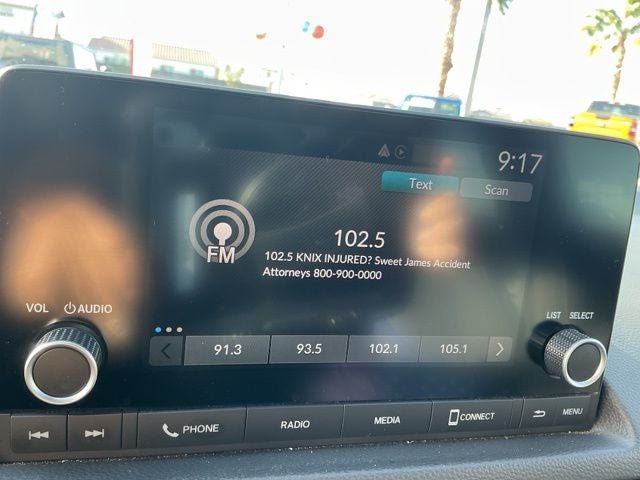 9:17
Text Scan
FM
102.5
102.5 KNIX INJURED? Sweet James Accident
Attorneys 800-900-0000
VOL AUDIO
LIST SELECT
91.3 93.5 102.1 105.1
PHONE RADIO MEDIA CONNECT MENU